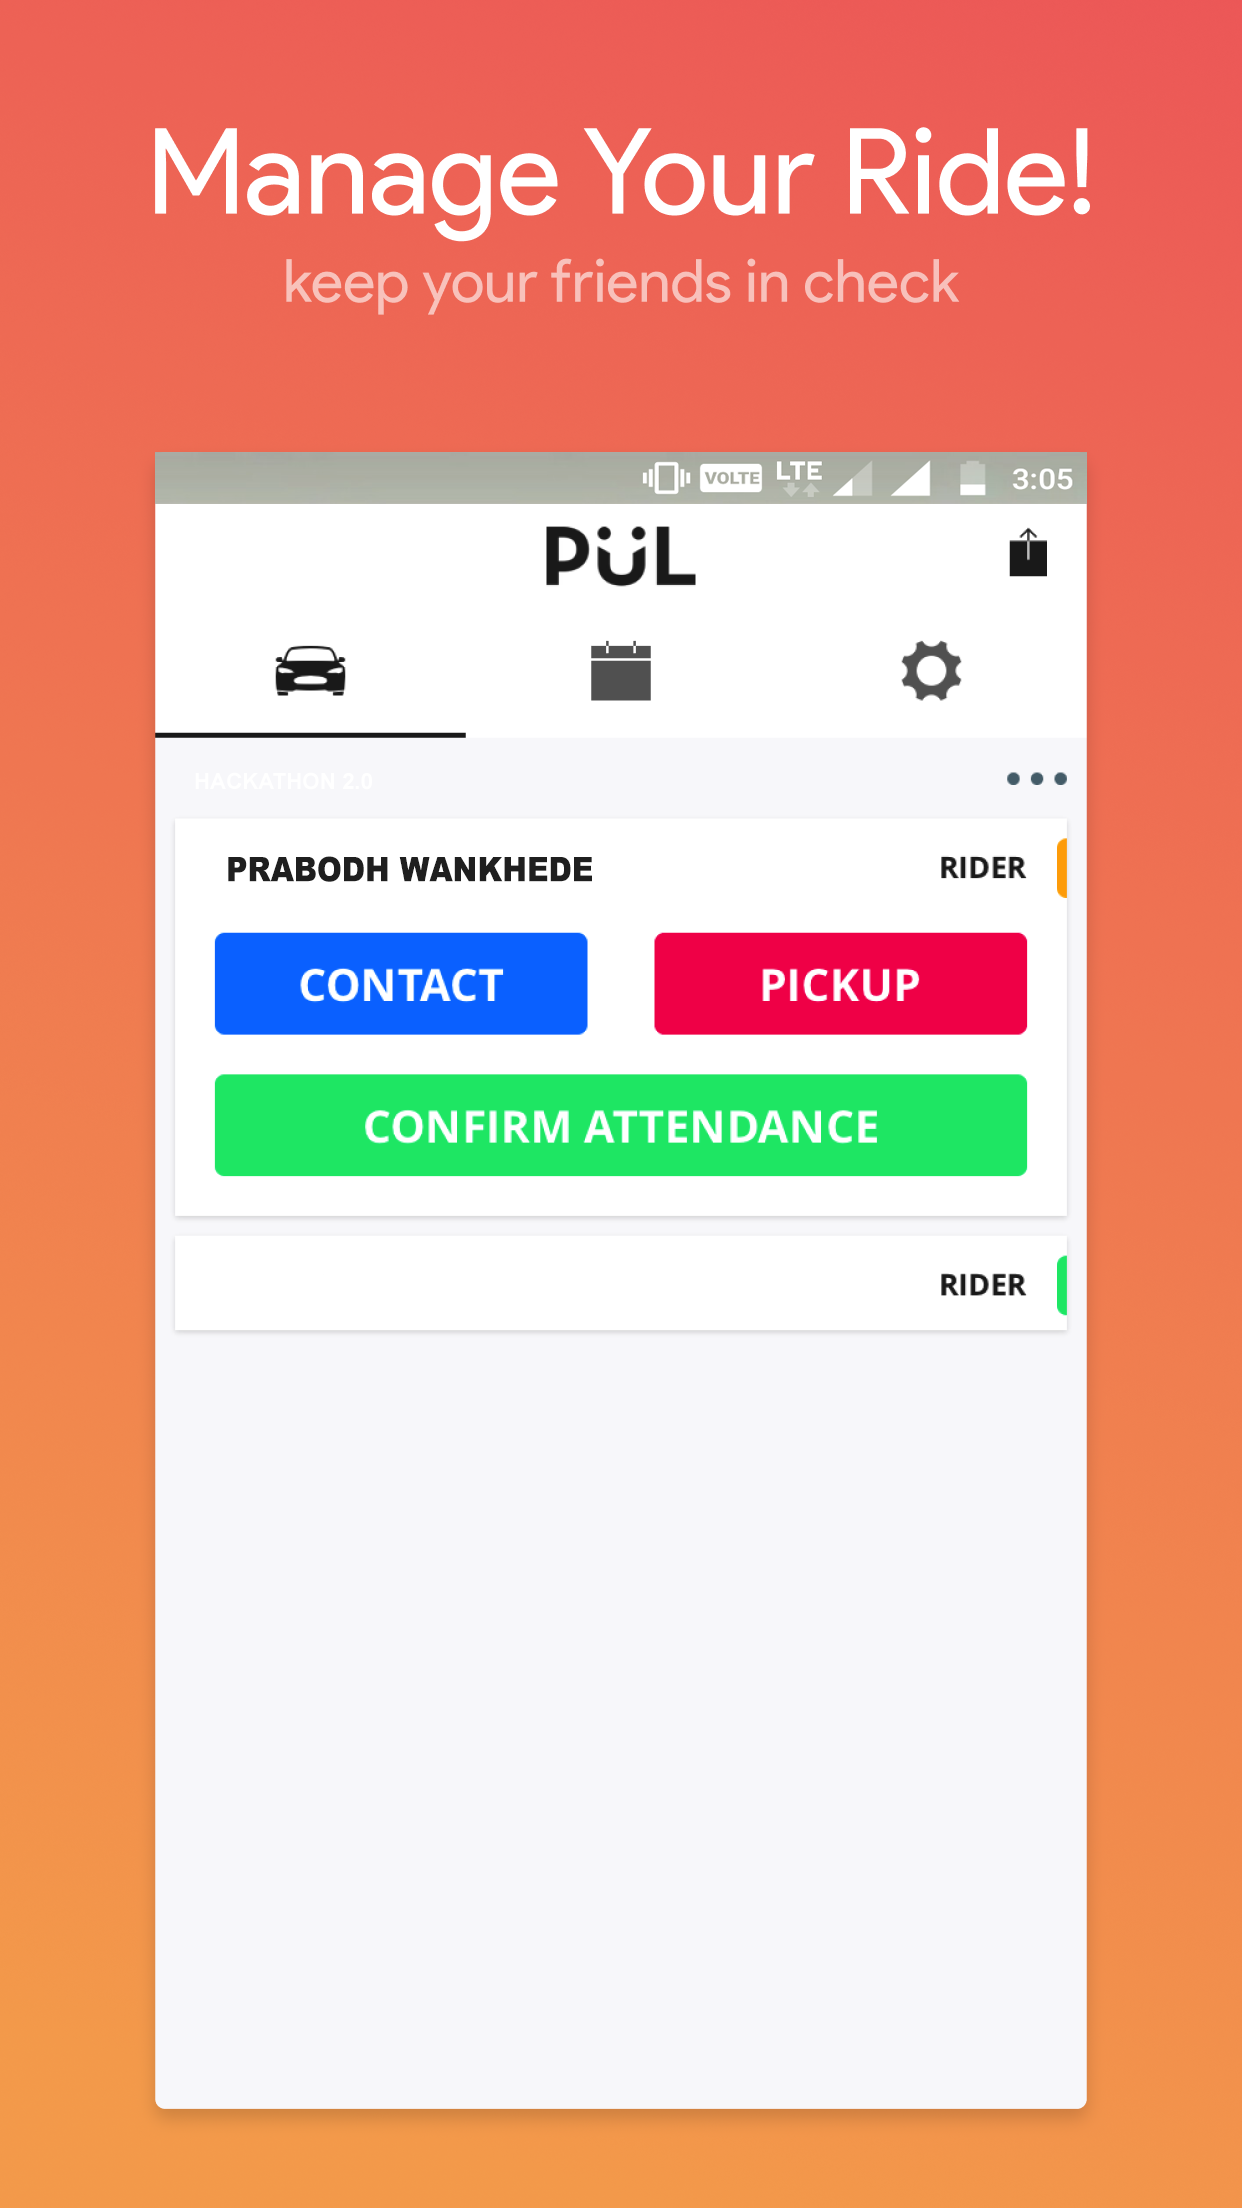 Manage Your Ride!
keep your friends in check
VOLTE LTE 3:05
PÜL
HACKATHON 2.0
PRABODH WANKHEDE RIDER
CONTACT PICKUP
CONFIRM ATTENDANCE
RIDER